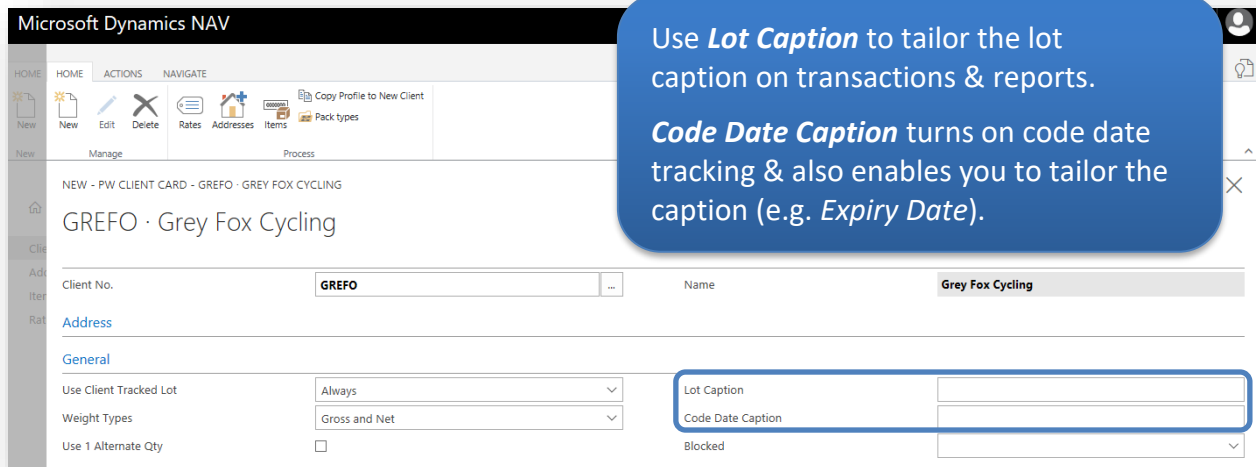 Microsoft Dynamics NAV
Use Lot Caption to tailor the lot
caption on transactions & reports.
Code Date Caption turns on code date
tracking & also enables you to tailor the
caption (e.g. Expiry Date).
HOME HOME ACTIONS NAVIGATE
New New Edit Delete Rates Addresses Items Copy Profile to New Client
Pack types
New Manage Process
NEW - PW CLIENT CARD - GREFO · GREY FOX CYCLING
GREFO · Grey Fox Cycling
Clie
Add
Client No. GREFO ... Name Grey Fox Cycling
Iter
Rat
Address
General
Use Client Tracked Lot Always Lot Caption
Weight Types Gross and Net Code Date Caption
Use 1 Alternate Qty Blocked